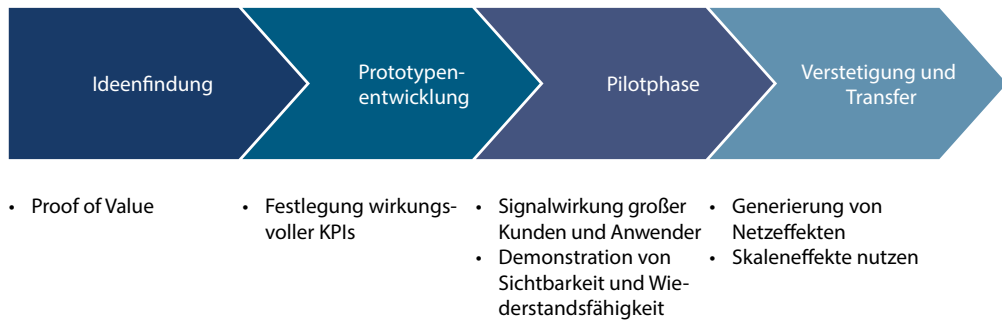 Ideenfindung
Prototypen-
entwicklung
Pilotphase
Verstetigung und
Transfer
• Proof of Value
• Festlegung wirkungs-
voller KPIs
• Signalwirkung großer
Kunden und Anwender
• Demonstration von
Sichtbarkeit und Wie-
derstandsfähigkeit
• Generierung von
Netzeffekten
• Skaleneffekte nutzen